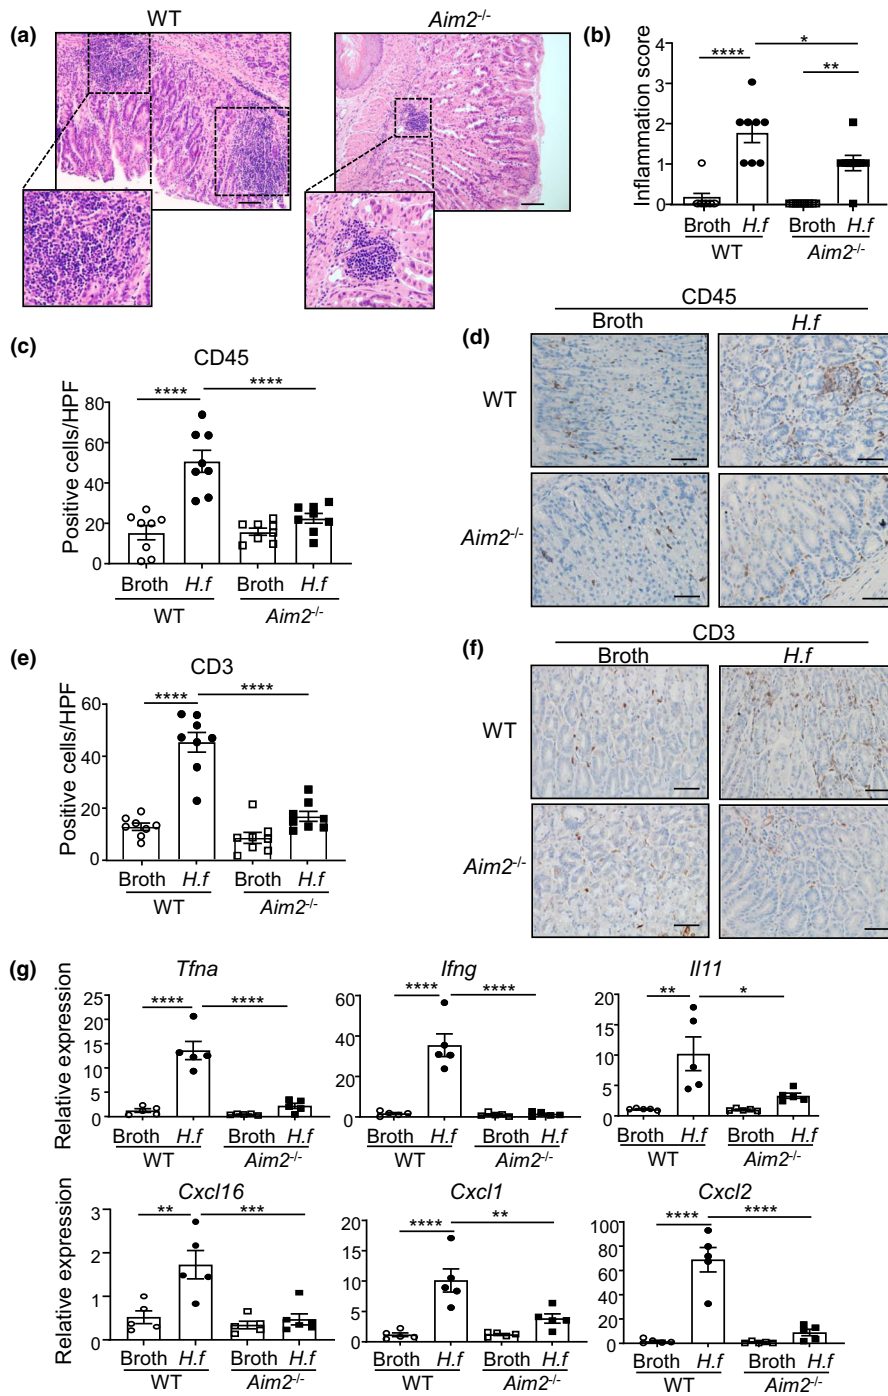 (a)
WT
Aim2-/-
(b)
Inflammation score
4
3
2
1
0
****
*
**
Broth H.f Broth H.f
WT Aim2-/-
(c)
CD45
Positive cells/HPF
80
60
40
20
0
**** ****
Broth H.f Broth H.f
WT Aim2-/-
(d)
CD45
Broth H.f
WT
Aim2-/-
(e)
CD3
Positive cells/HPF
60
40
20
0
**** ****
Broth H.f Broth H.f
WT Aim2-/-
(f)
CD3
Broth H.f
WT
Aim2-/-
(g)
Tfna
Relative expression
25
20
15
10
5
0
**** ****
Broth H.f Broth H.f
WT Aim2-/-
Ifng
60
40
20
0
**** ****
Broth H.f Broth H.f
WT Aim2-/-
Il11
20
15
10
5
0
** *
Broth H.f Broth H.f
WT Aim2-/-
Cxcl16
Relative expression
3
2
1
0
** ***
Broth H.f Broth H.f
WT Aim2-/-
Cxcl1
20
15
10
5
0
**** **
Broth H.f Broth H.f
WT Aim2-/-
Cxcl2
100
80
60
40
20
0
**** ****
Broth H.f Broth H.f
WT Aim2-/-